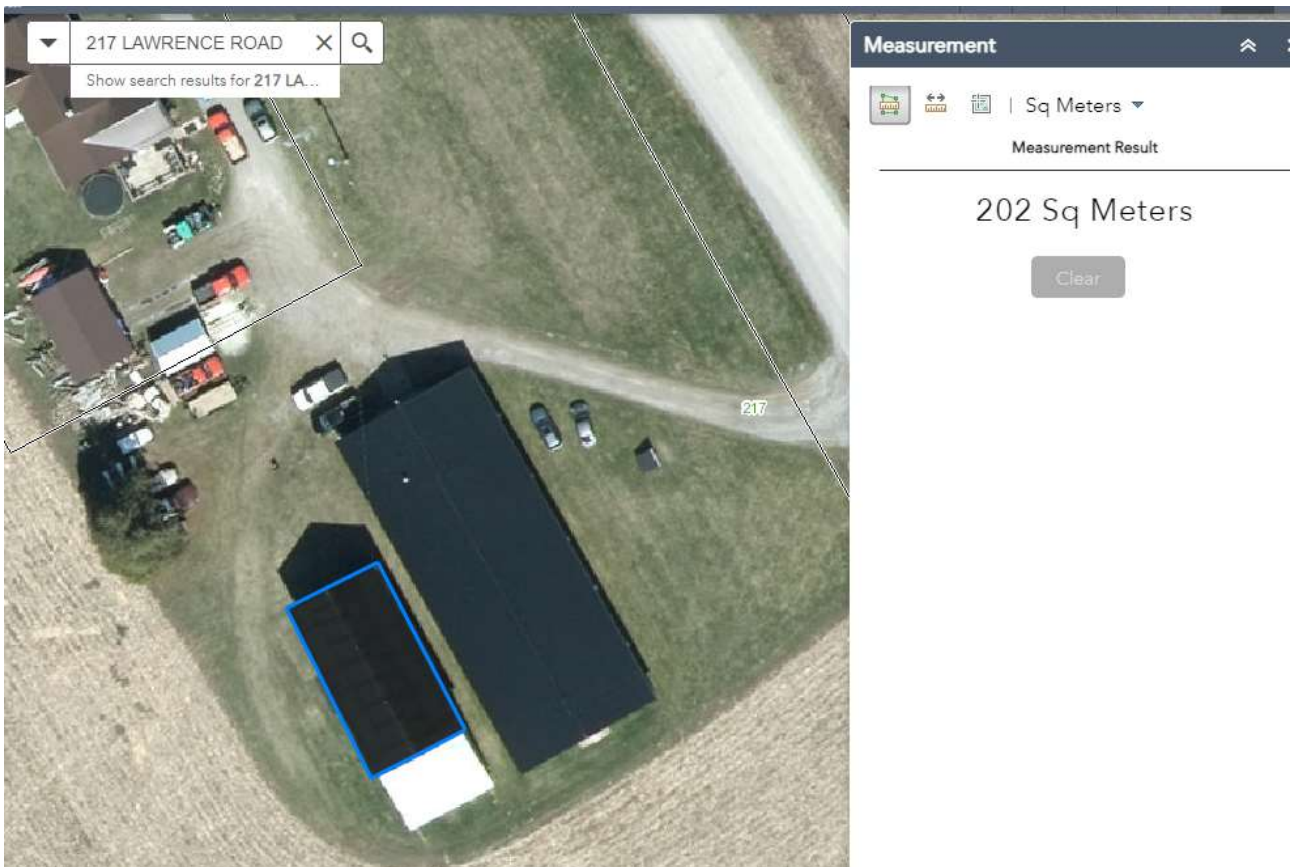 217 LAWRENCE ROAD
Show search results for 217 LA...
Measurement
Sq Meters
Measurement Result
202 Sq Meters
Clear
217